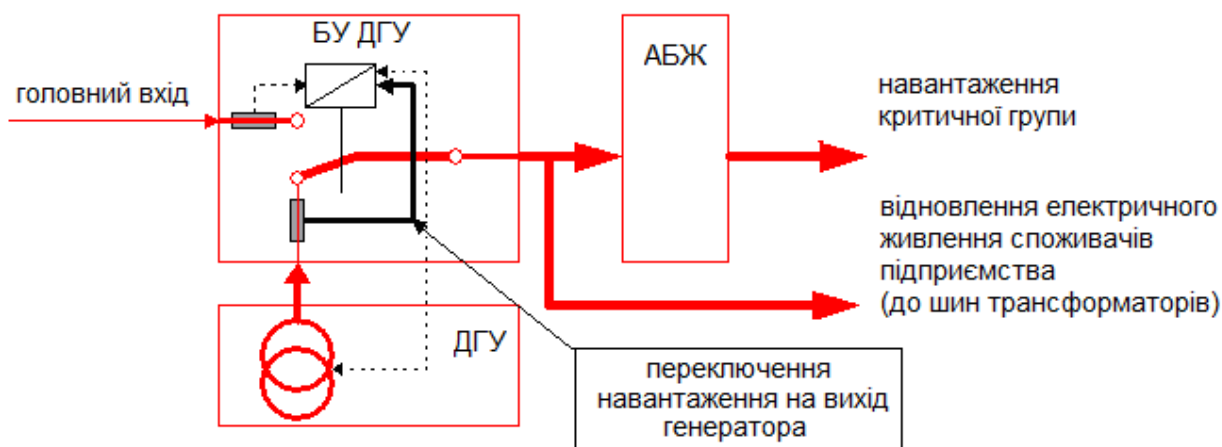 БУ ДГУ
АБЖ
головний вхід
навантаження
критичної групи
відновлення електричного
живлення споживачів
підприємства
(до шин трансформаторів)
ДГУ
переключення
навантаження на вихід
генератора